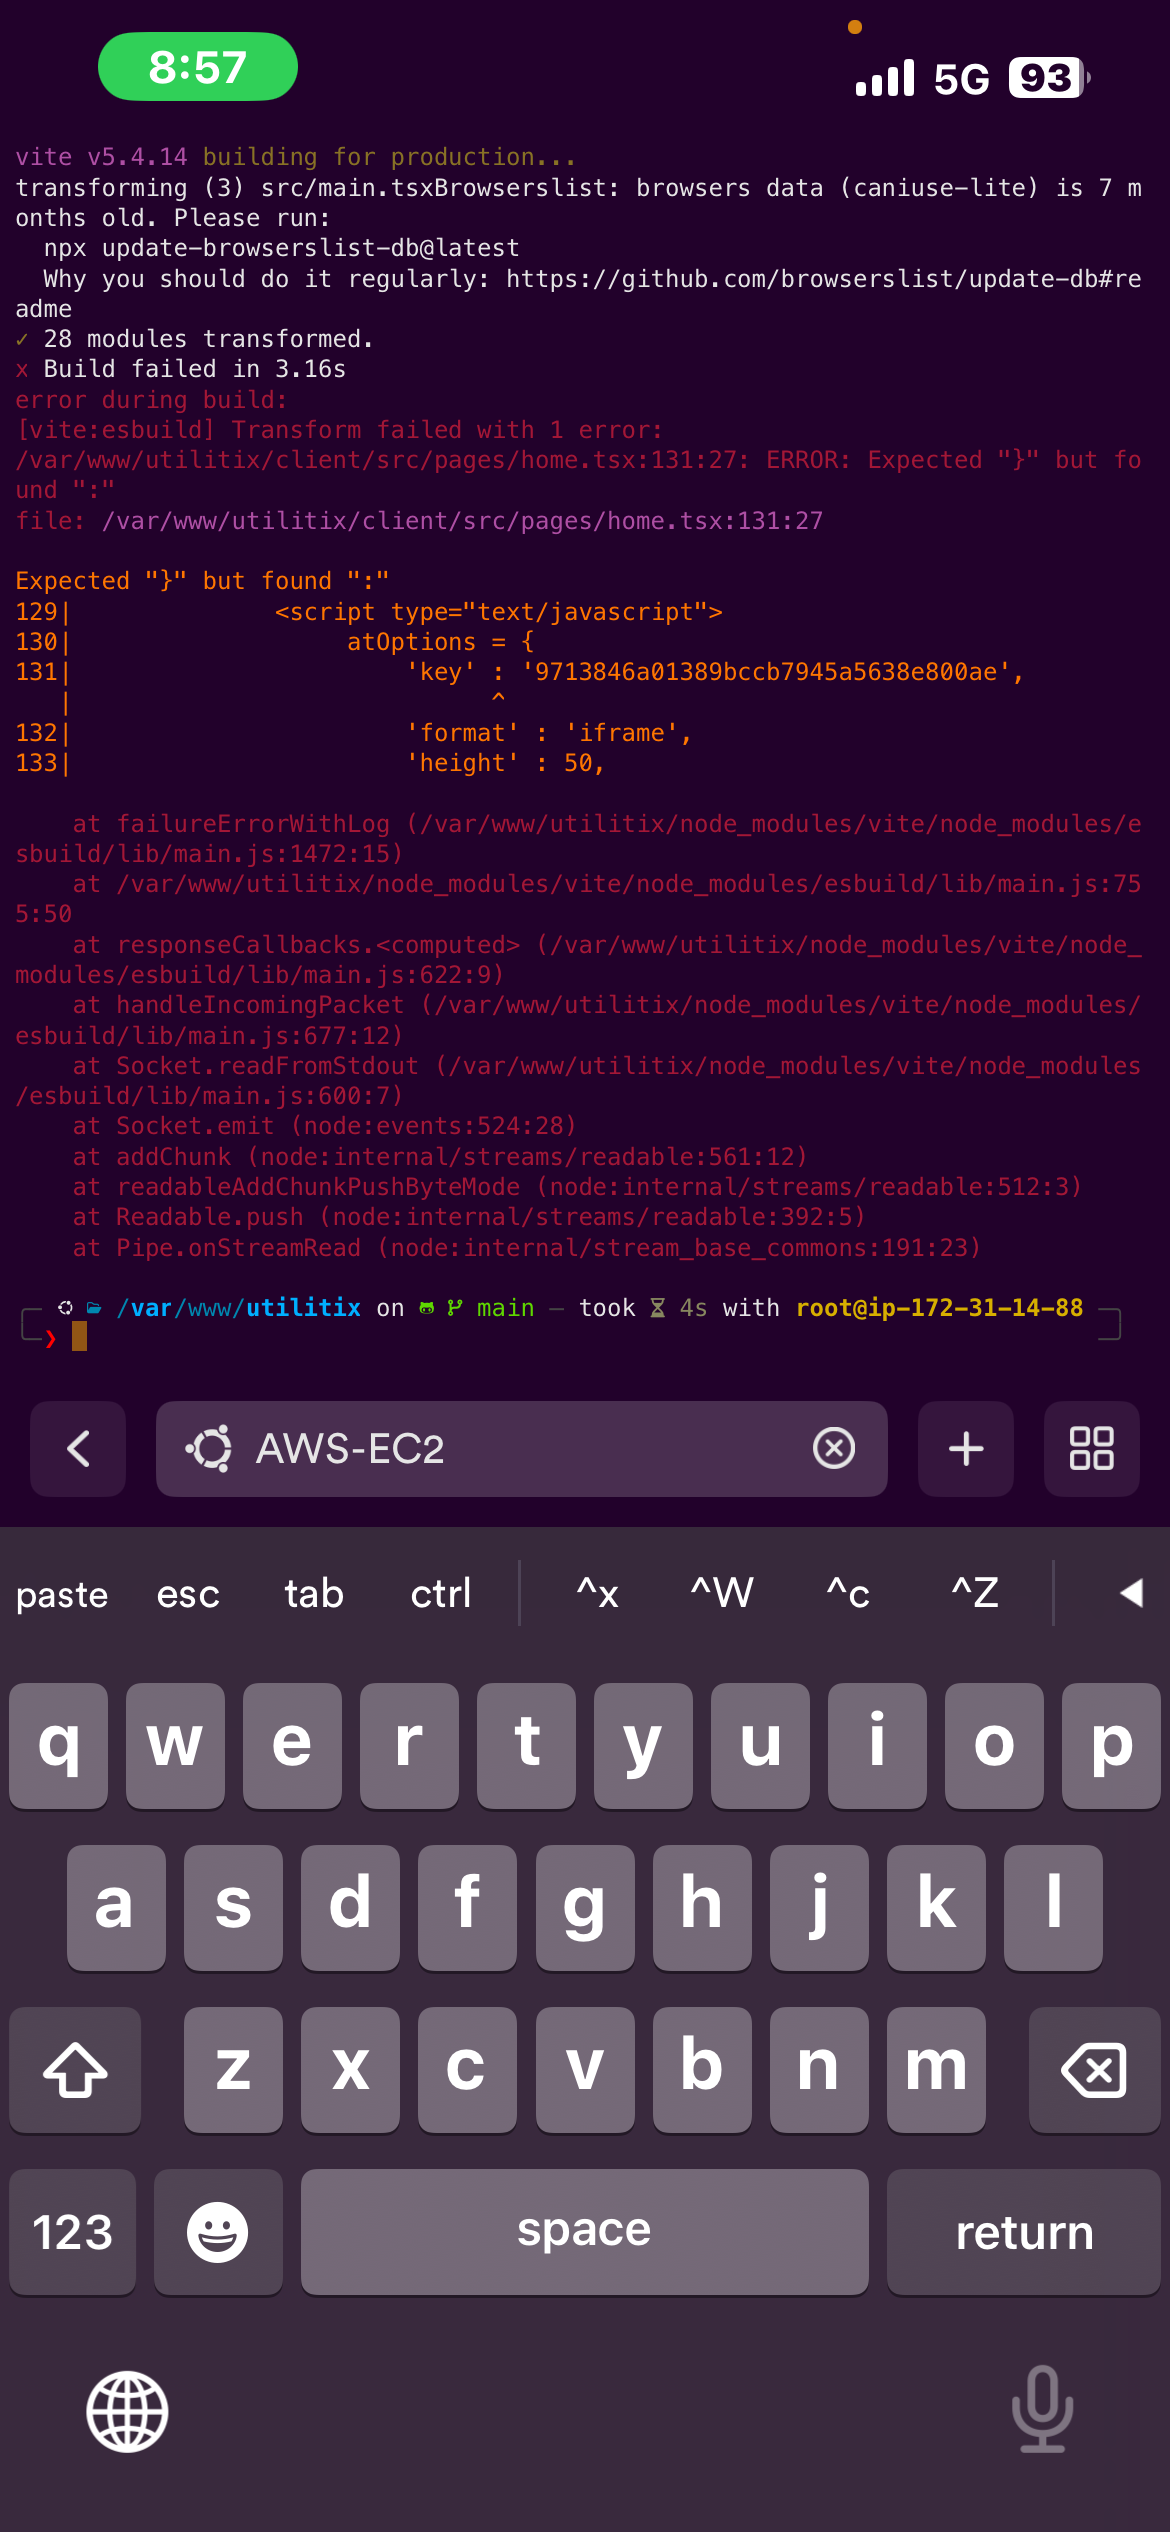 8:57
5G
93
vite v5.4.14 building for production...
transforming (3) src/main.tsxBrowserslist: browsers data (caniuse-lite) is 7 m
onths old. Please run:
  npx update-browserslist-db@latest
  Why you should do it regularly: https://github.com/browserslist/update-db#re
adme
✓ 28 modules transformed.
x Build failed in 3.16s
error during build:
[vite:esbuild] Transform failed with 1 error:
/var/www/utilitix/client/src/pages/home.tsx:131:27: ERROR: Expected "}" but fo
und ":"
file: /var/www/utilitix/client/src/pages/home.tsx:131:27
Expected "}" but found ":"
129|              <script type="text/javascript">
130|                   atOptions = {
131|                       'key' : '9713846a01389bccb7945a5638e800ae',
   |                             ^
132|                       'format' : 'iframe',
133|                       'height' : 50,
    at failureErrorWithLog (/var/www/utilitix/node_modules/vite/node_modules/e
sbuild/lib/main.js:1472:15)
    at /var/www/utilitix/node_modules/vite/node_modules/esbuild/lib/main.js:75
5:50
    at responseCallbacks.<computed> (/var/www/utilitix/node_modules/vite/node_
modules/esbuild/lib/main.js:622:9)
    at handleIncomingPacket (/var/www/utilitix/node_modules/vite/node_modules/
esbuild/lib/main.js:677:12)
    at Socket.readFromStdout (/var/www/utilitix/node_modules/vite/node_modules
/esbuild/lib/main.js:600:7)
    at Socket.emit (node:events:524:28)
    at addChunk (node:internal/streams/readable:561:12)
    at readableAddChunkPushByteMode (node:internal/streams/readable:512:3)
    at Readable.push (node:internal/streams/readable:392:5)
    at Pipe.onStreamRead (node:internal/stream_base_commons:191:23)
/var/www/utilitix on main — took 4s with root@ip-172-31-14-88
❯
AWS-EC2
paste esc tab ctrl ^x ^W ^c ^Z
q w e r t y u i o p
a s d f g h j k l
z x c v b n m
123 space return